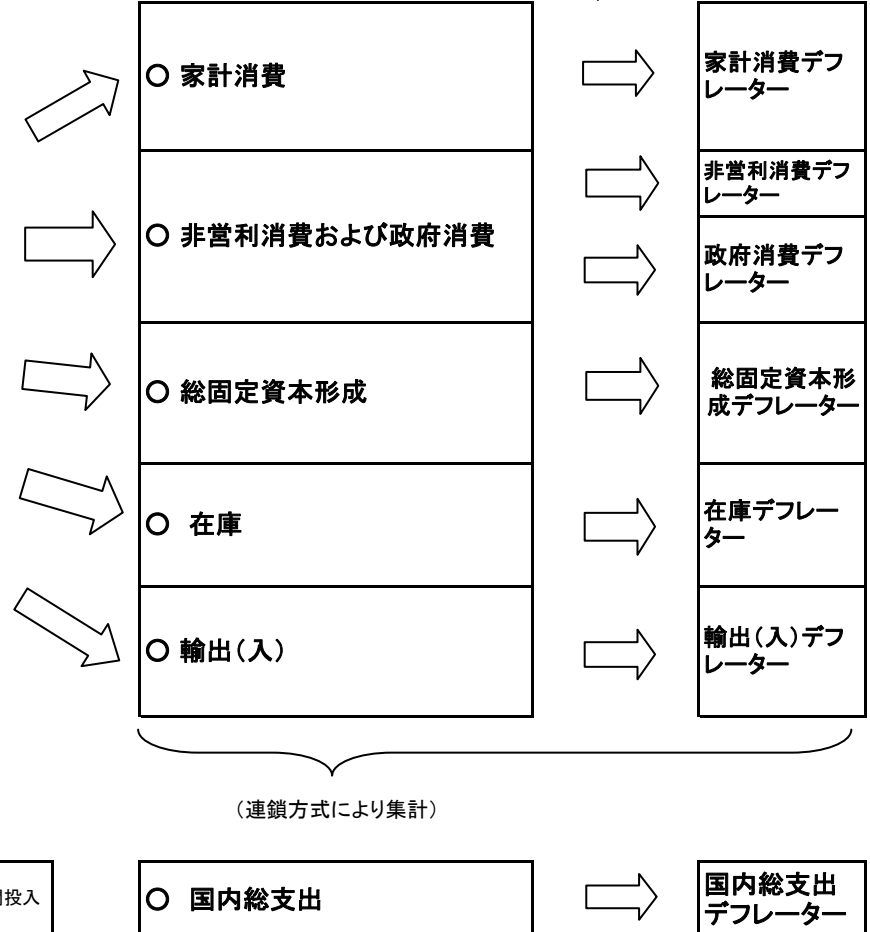 ○ 家計消費
家計消費デフ
レーター
○ 非営利消費および政府消費
非営利消費デフ
レーター
政府消費デフ
レーター
○ 総固定資本形成
総固定資本形
成デフレーター
○ 在庫
在庫デフレー
ター
○ 輸出(入)
輸出(入)デフ
レーター
(連鎖方式により集計)
投入
○ 国内総支出
国内総支出
デフレーター